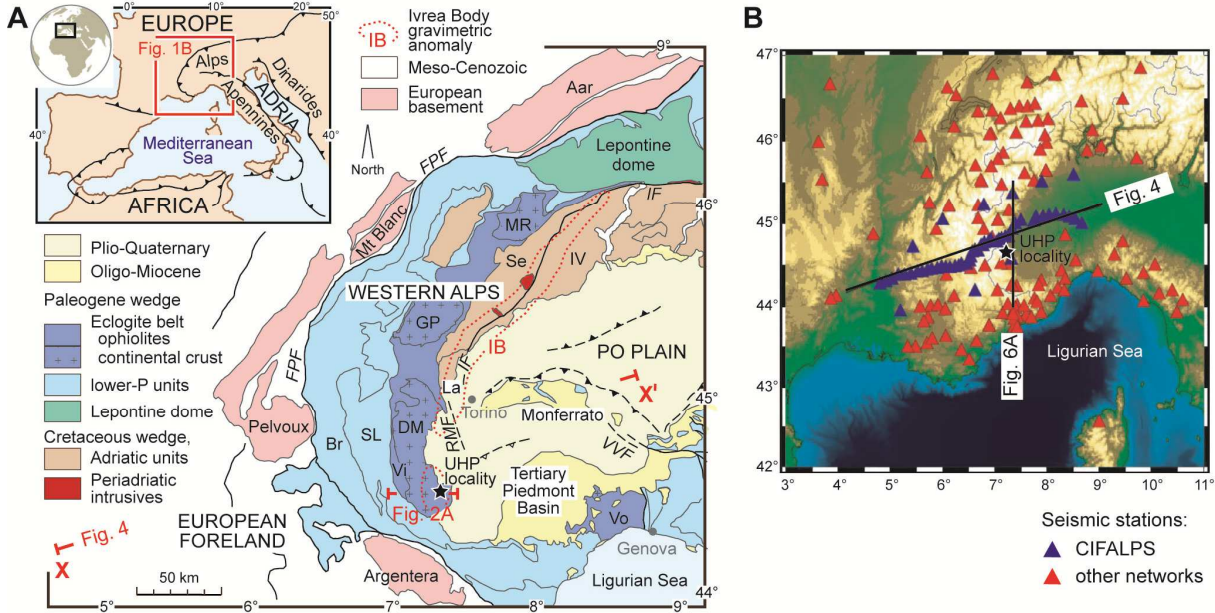 A
0°
10°
EUROPE
Fig. 1B
Alps
Apennines
ADRIA
Dinarides
40°
40°
Mediterranean
Sea
AFRICA
0°
10°
IB
Ivrea Body
gravimetric
anomaly
Meso-Cenozoic
European
basement
North
Plio-Quaternary
Oligo-Miocene
Paleogene wedge
Eclogite belt
ophiolites
continental crust
lower-P units
Lepontine dome
Cretaceous wedge,
Adriatic units
Periadriatic
intrusives
9°
Aar
Lepontine
dome
FPF
Mt Blanc
IF
46°
MR
Se
IV
WESTERN ALPS
GP
IB
PO PLAIN
FPF
IF
X'
La
45°
Torino
Monferrato
Pelvoux
DM
RMF
Br
SL
VVF
Vi
UHP
locality
Tertiary
Piedmont
Basin
Fig. 2A
EUROPEAN
FORELAND
Vo
Fig. 4
X
Genova
50 km
Argentera
Ligurian Sea
44°
5°
6°
7°
8°
9°
B
47°
46°
45°
44°
43°
42°
Fig. 4
UHP
locality
Fig. 6A
Ligurian Sea
3°
4°
5°
6°
7°
8°
9°
10°
11°
Seismic stations:
CIFALPS
other networks